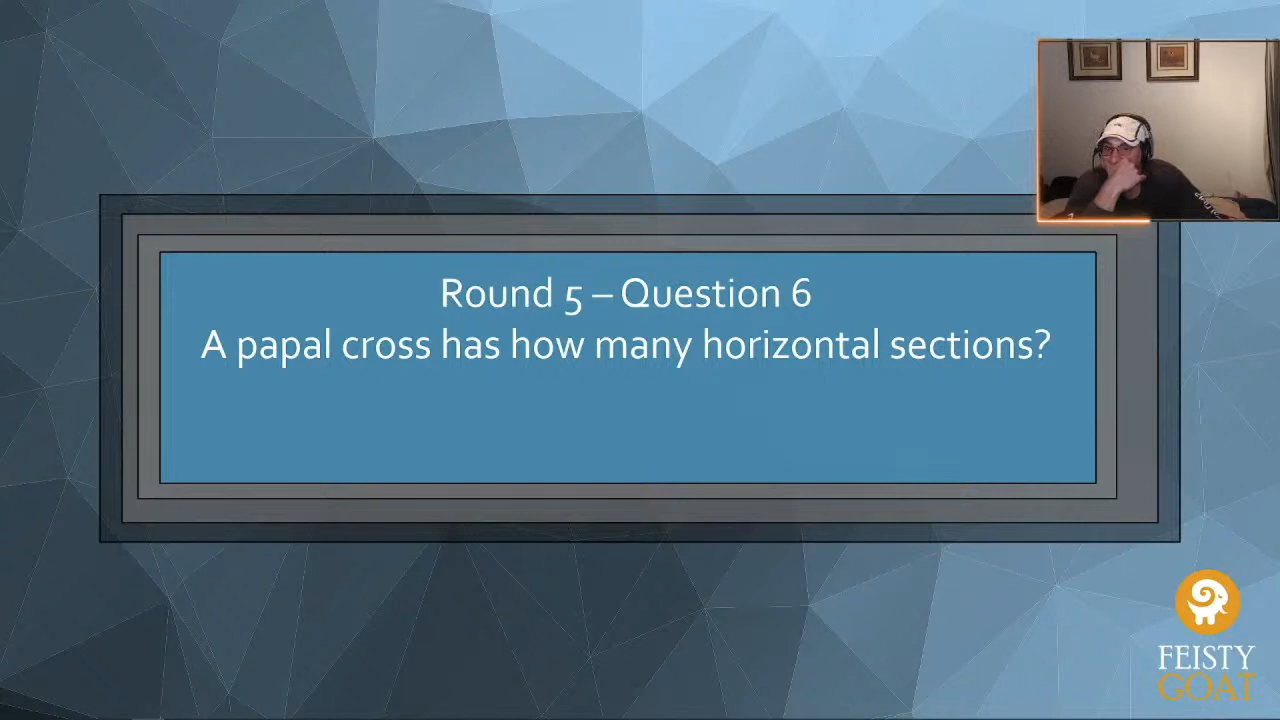 Round 5 – Question 6
A papal cross has how many horizontal sections?
FEISTY
GOAT